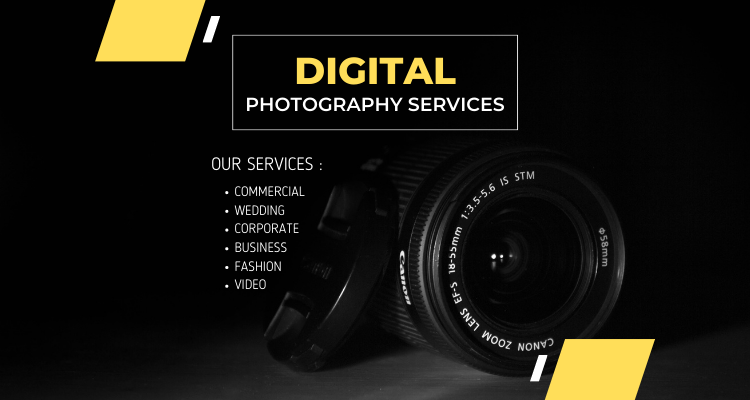 DIGITAL
PHOTOGRAPHY SERVICES
OUR SERVICES :
• COMMERCIAL
• WEDDING
• CORPORATE
• BUSINESS
• FASHION
• VIDEO
Canon
CANON ZOOM LENS EF-S 18-55mm 1:3.5-5.6 IS STM
Φ58mm